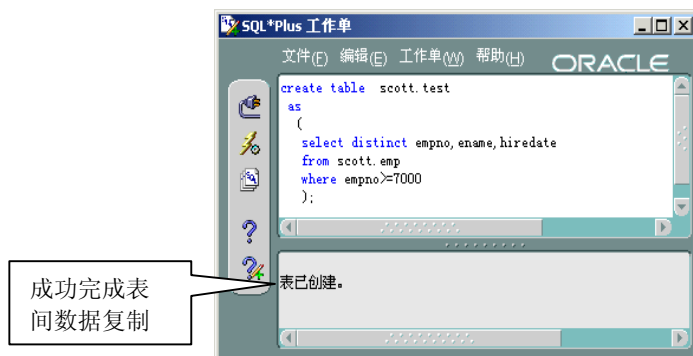 SQL*Plus 工作单
文件(F) 编辑(E) 工作单(W) 帮助(H) ORACLE
create table scott.test
as
(
select distinct empno,ename,hiredate
from scott.emp
where empno>=7000
);
表已创建。
成功完成表
间数据复制